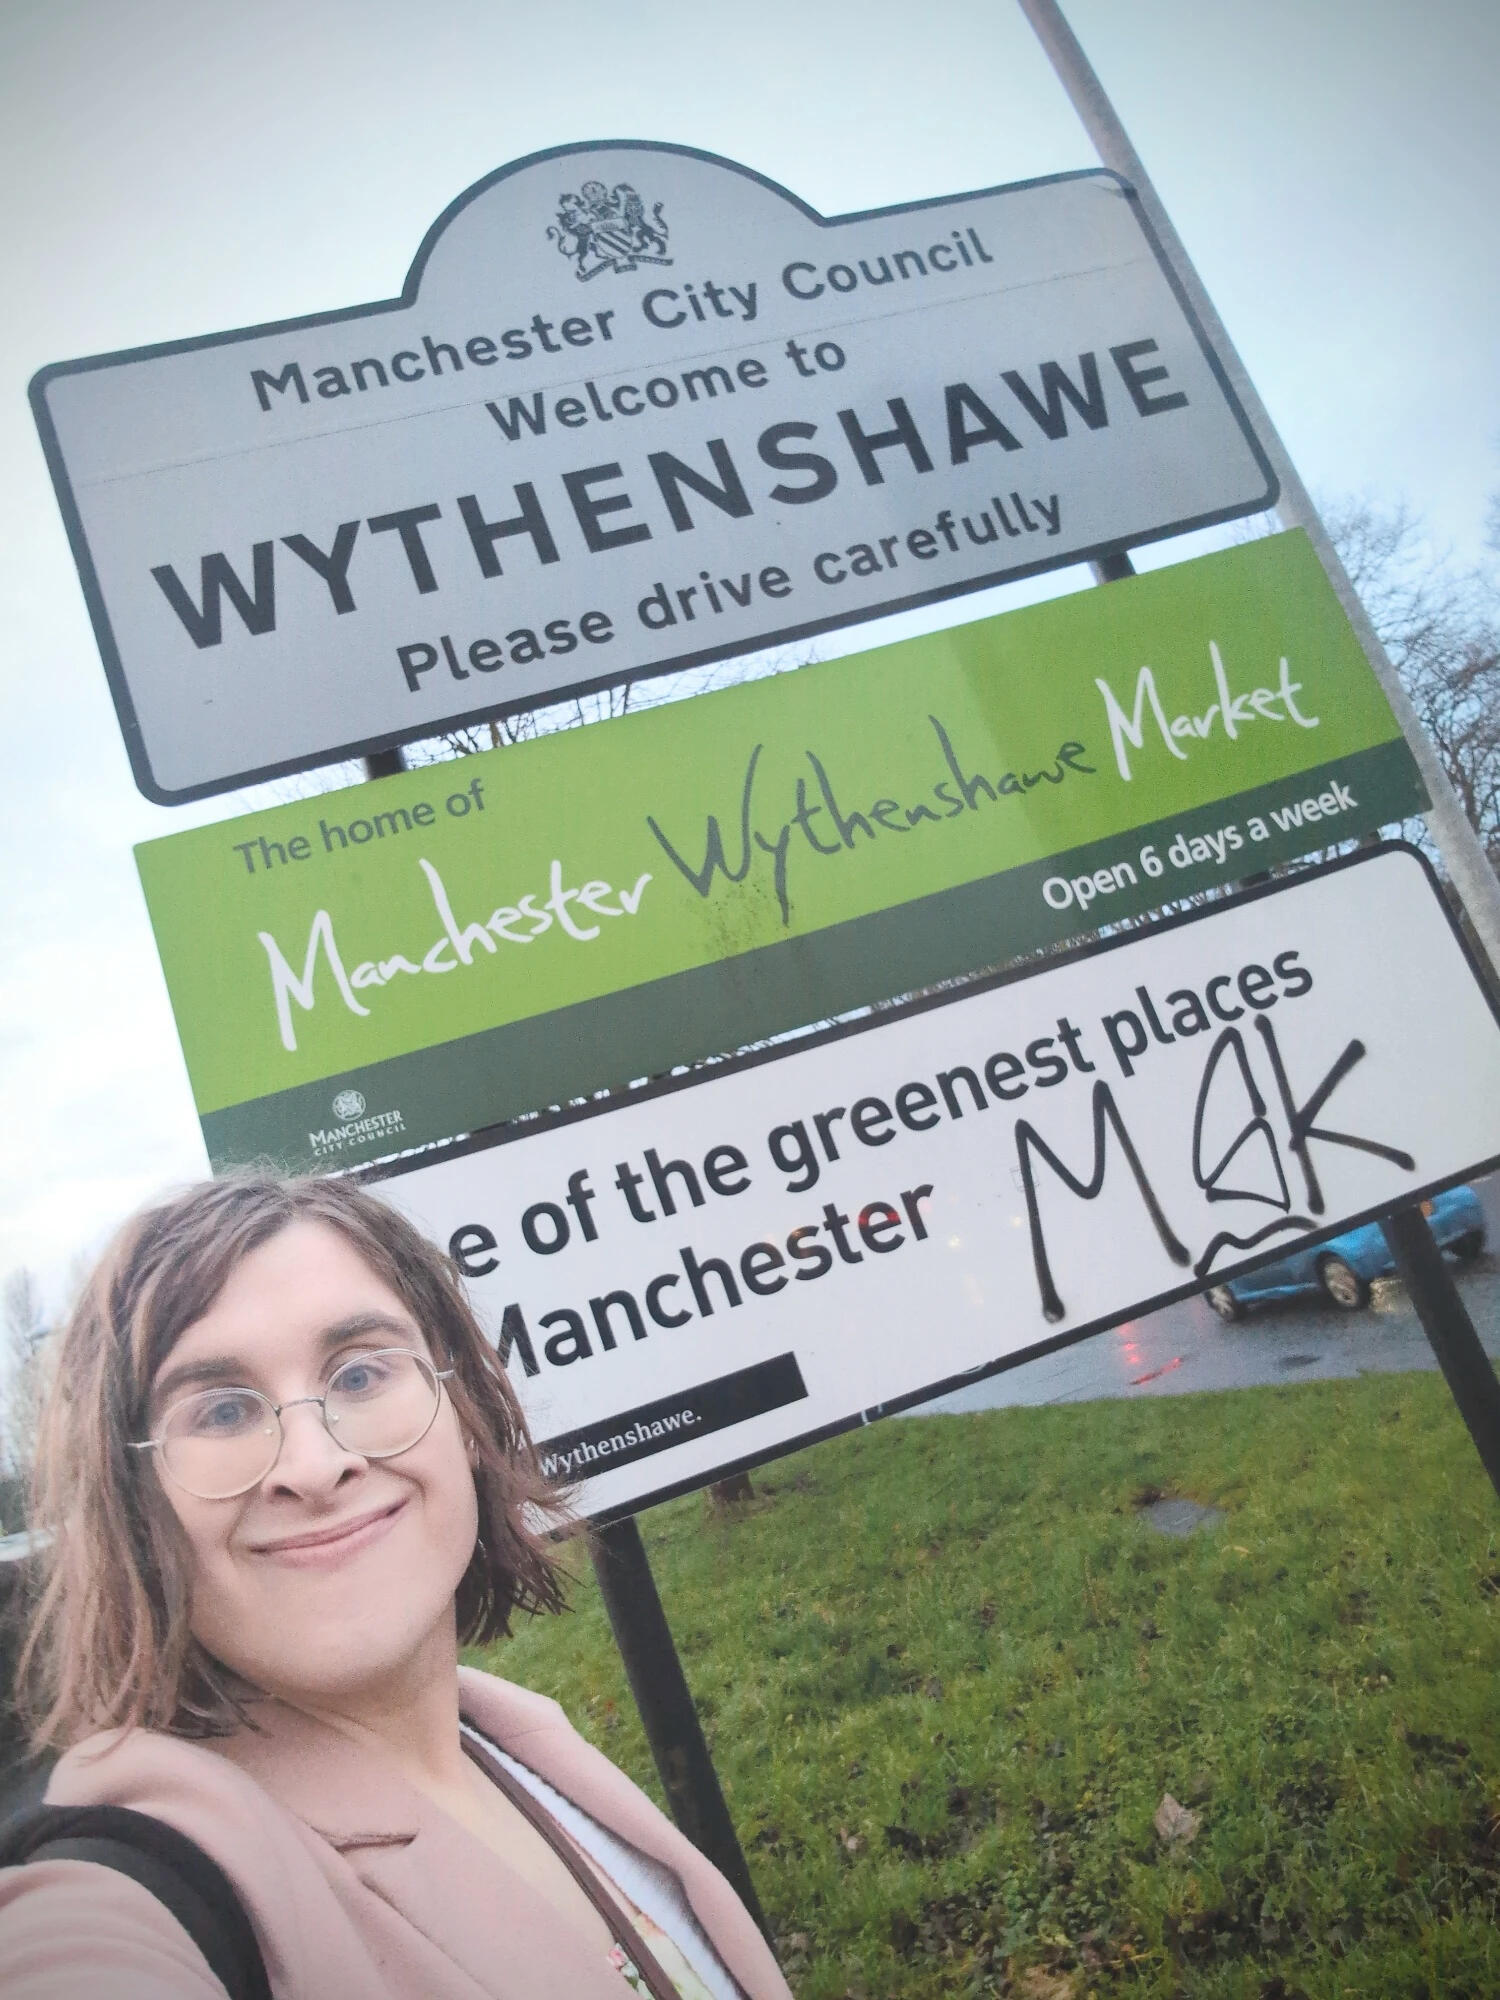 Manchester City Council
Welcome to
WYTHENSHAWE
Please drive carefully
The home of
Manchester Wythenshawe Market
Open 6 days a week
MANCHESTER
CITY COUNCIL
e of the greenest places
Manchester
Wythenshawe.